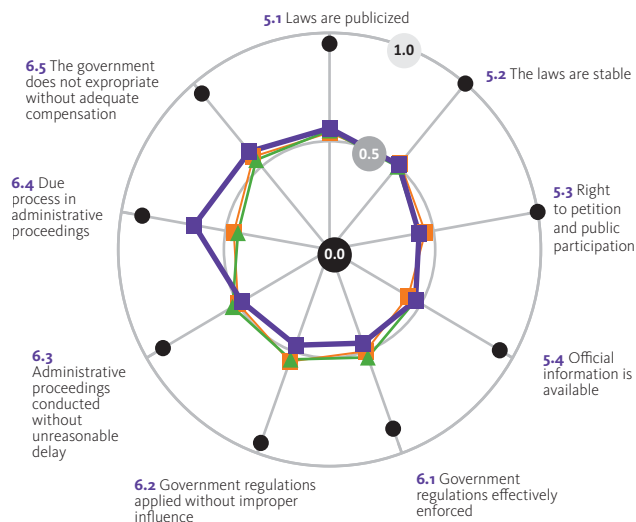 5.1 Laws are publicized
1.0
5.2 The laws are stable
0.5
5.3 Right
to petition
and public
participation
0.0
5.4 Official
information is
available
6.1 Government
regulations effectively
enforced
6.2 Government regulations
applied without improper
influence
6.3
Administrative
proceedings
conducted
without
unreasonable
delay
6.4 Due
process in
administrative
proceedings
6.5 The government
does not expropriate
without adequate
compensation